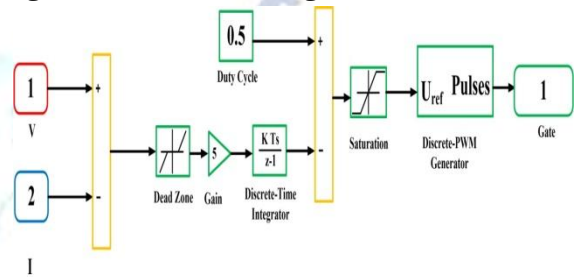 0.5
Duty Cycle
+
-
1
V
+
-
2
I
Dead Zone
5
Gain
K Ts
z-1
Discrete-Time
Integrator
Saturation
Uref Pulses
Discrete-PWM
Generator
1
Gate